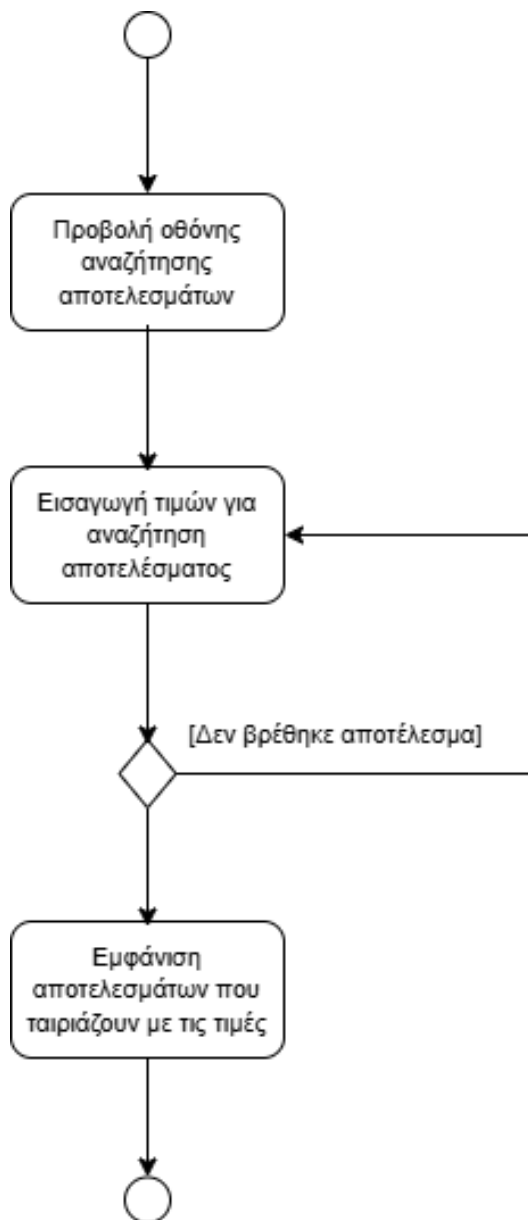 Προβολή οθόνης
αναζήτησης
αποτελεσμάτων
Εισαγωγή τιμών για
αναζήτηση
αποτελέσματος
[Δεν βρέθηκε αποτέλεσμα]
Εμφάνιση
αποτελεσμάτων που
ταιριάζουν με τις τιμές